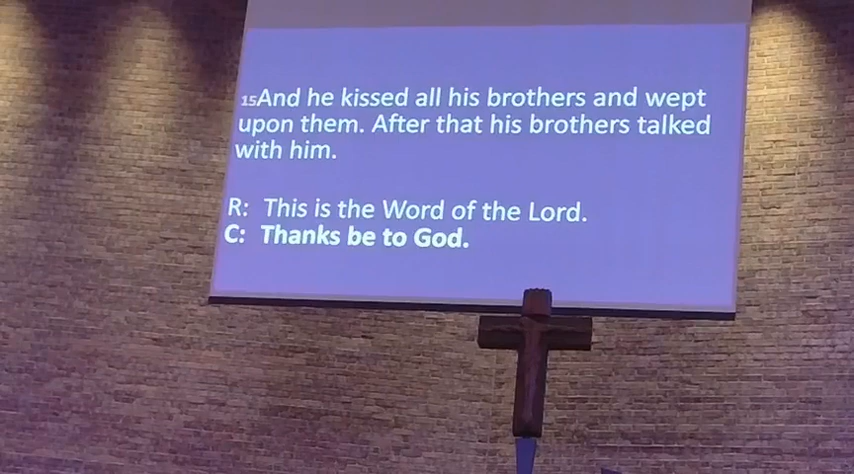 15And he kissed all his brothers and wept
upon them. After that his brothers talked
with him.
R: This is the Word of the Lord.
C: Thanks be to God.